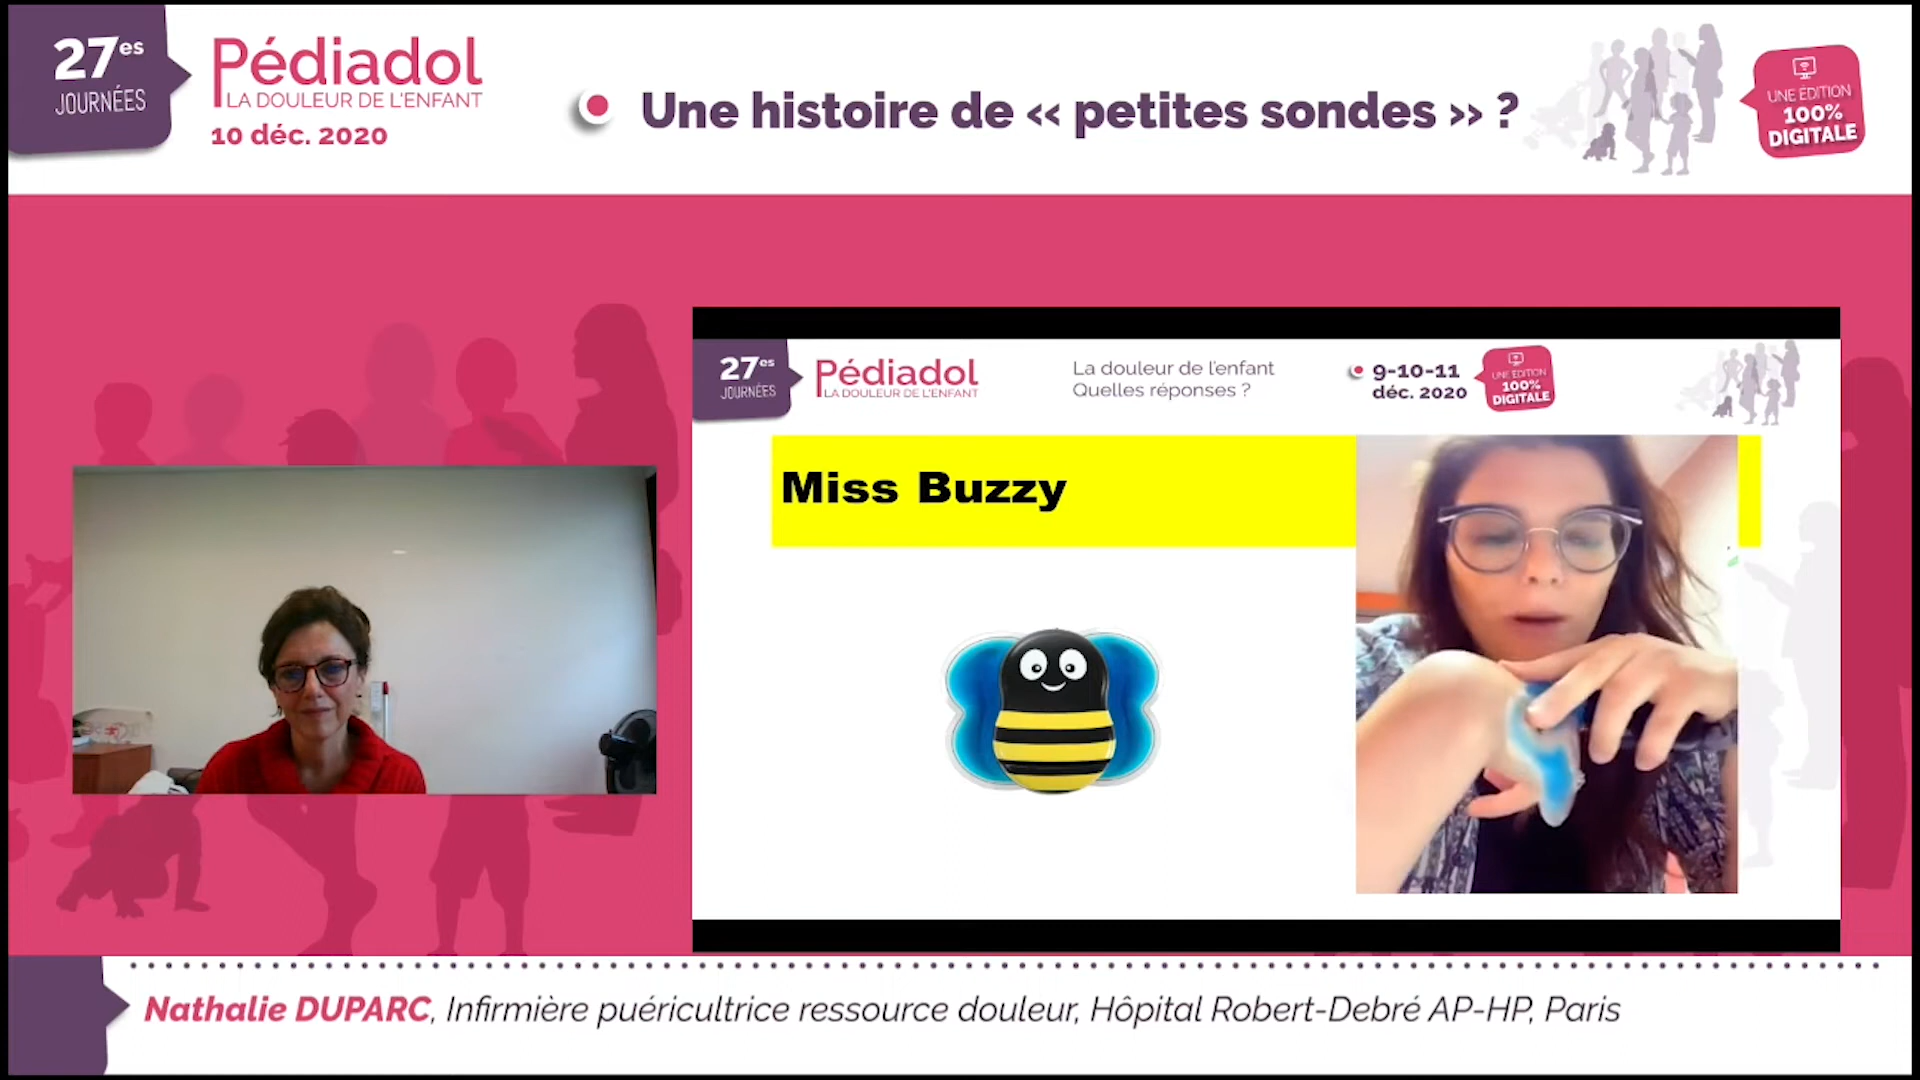 27es
JOURNÉES
Pédiadol
LA DOULEUR DE L'ENFANT
10 déc. 2020
Une histoire de « petites sondes » ?
UNE ÉDITION
100%
DIGITALE
27es
JOURNÉES
Pédiadol
LA DOULEUR DE L'ENFANT
La douleur de l'enfant
Quelles réponses ?
9-10-11
déc. 2020
UNE ÉDITION
100%
DIGITALE
Miss Buzzy
Nathalie DUPARC, Infirmière puéricultrice ressource douleur, Hôpital Robert-Debré AP-HP, Paris